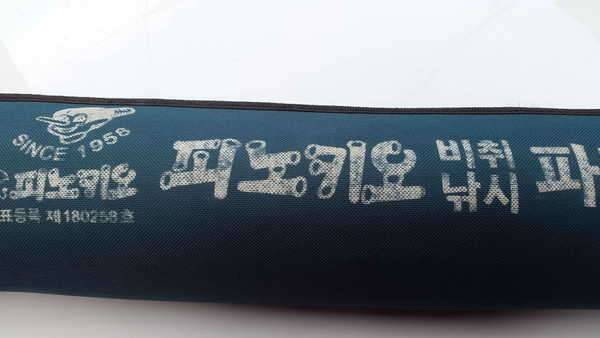 SINCE 1956
피노키오
표등록 제180258호
피노키오
비취
낚시
파